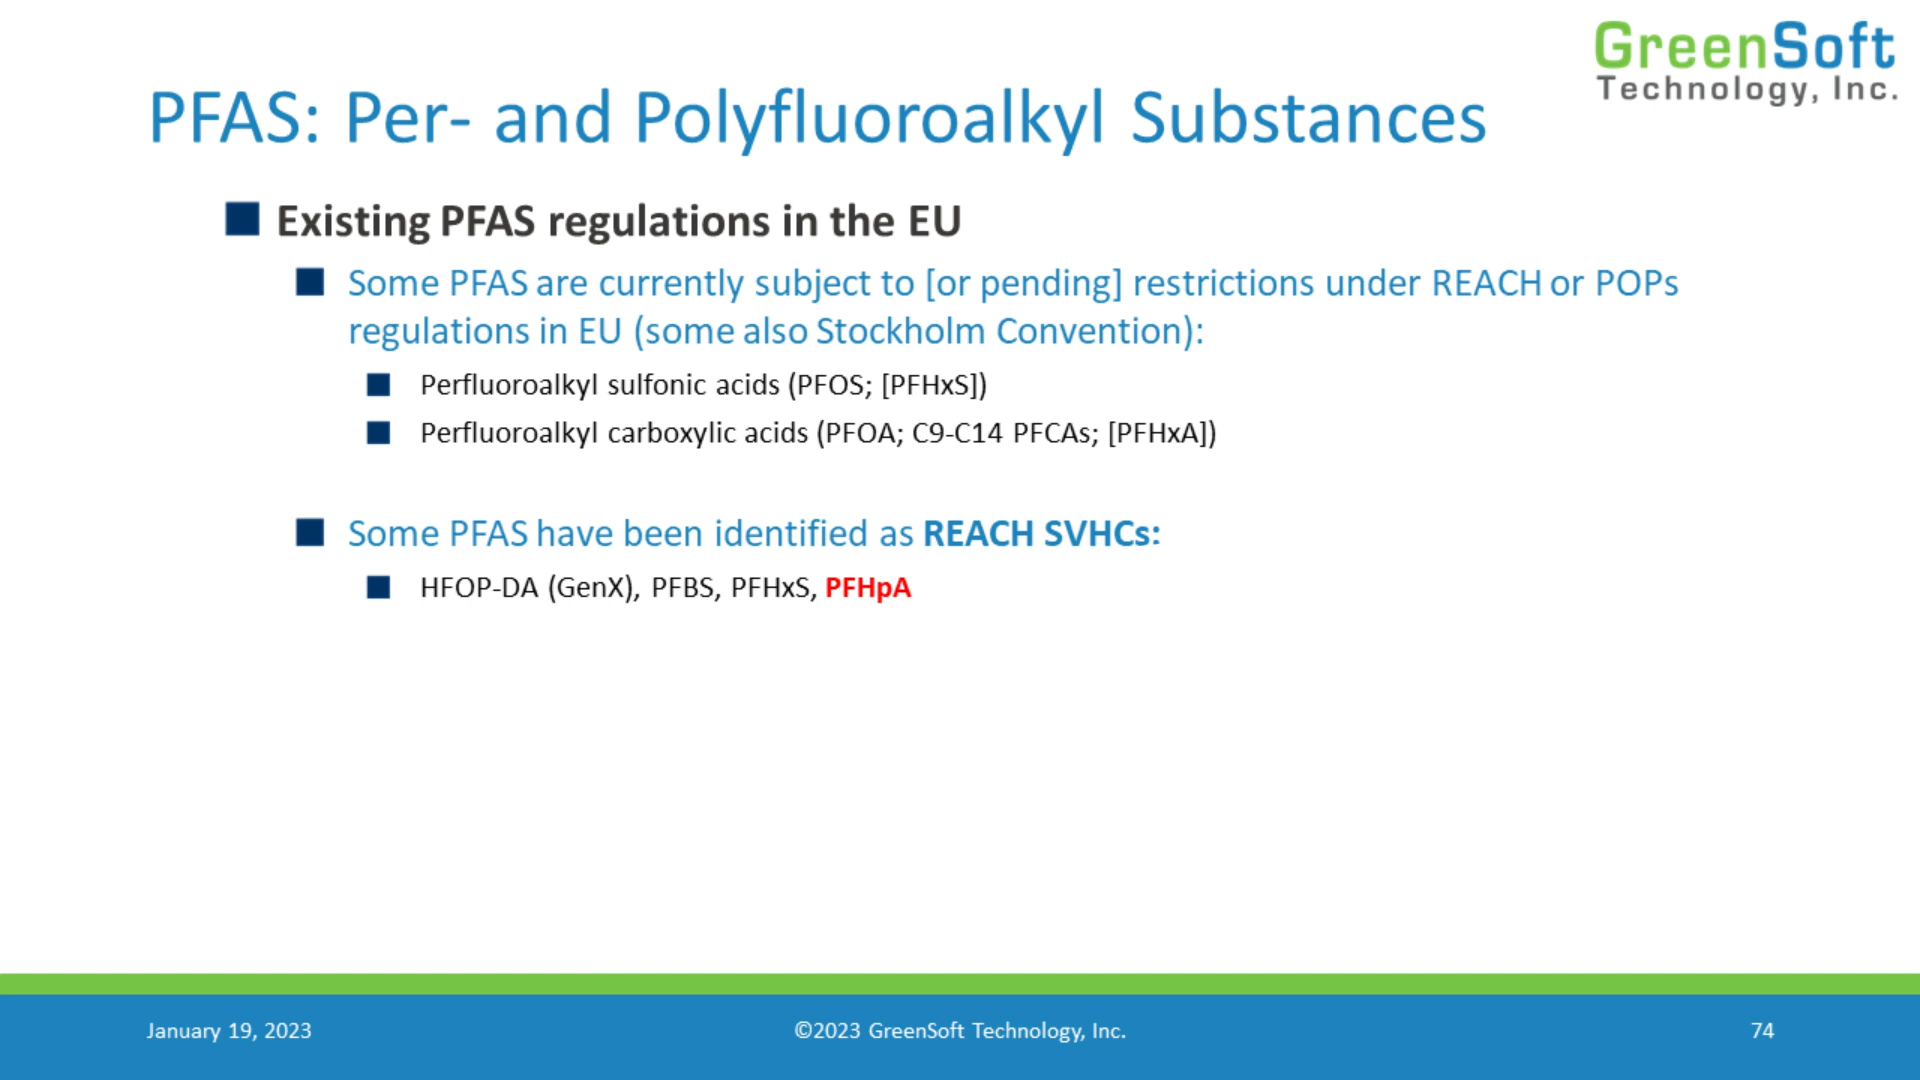 GreenSoft
Technology, Inc.
PFAS: Per- and Polyfluoroalkyl Substances
Existing PFAS regulations in the EU
Some PFAS are currently subject to [or pending] restrictions under REACH or POPs
regulations in EU (some also Stockholm Convention):
Perfluoroalkyl sulfonic acids (PFOS; [PFHxS])
Perfluoroalkyl carboxylic acids (PFOA; C9-C14 PFCAs; [PFHxA])
Some PFAS have been identified as REACH SVHCs:
HFOP-DA (GenX), PFBS, PFHxS, PFHpA
January 19, 2023
©2023 GreenSoft Technology, Inc.
74